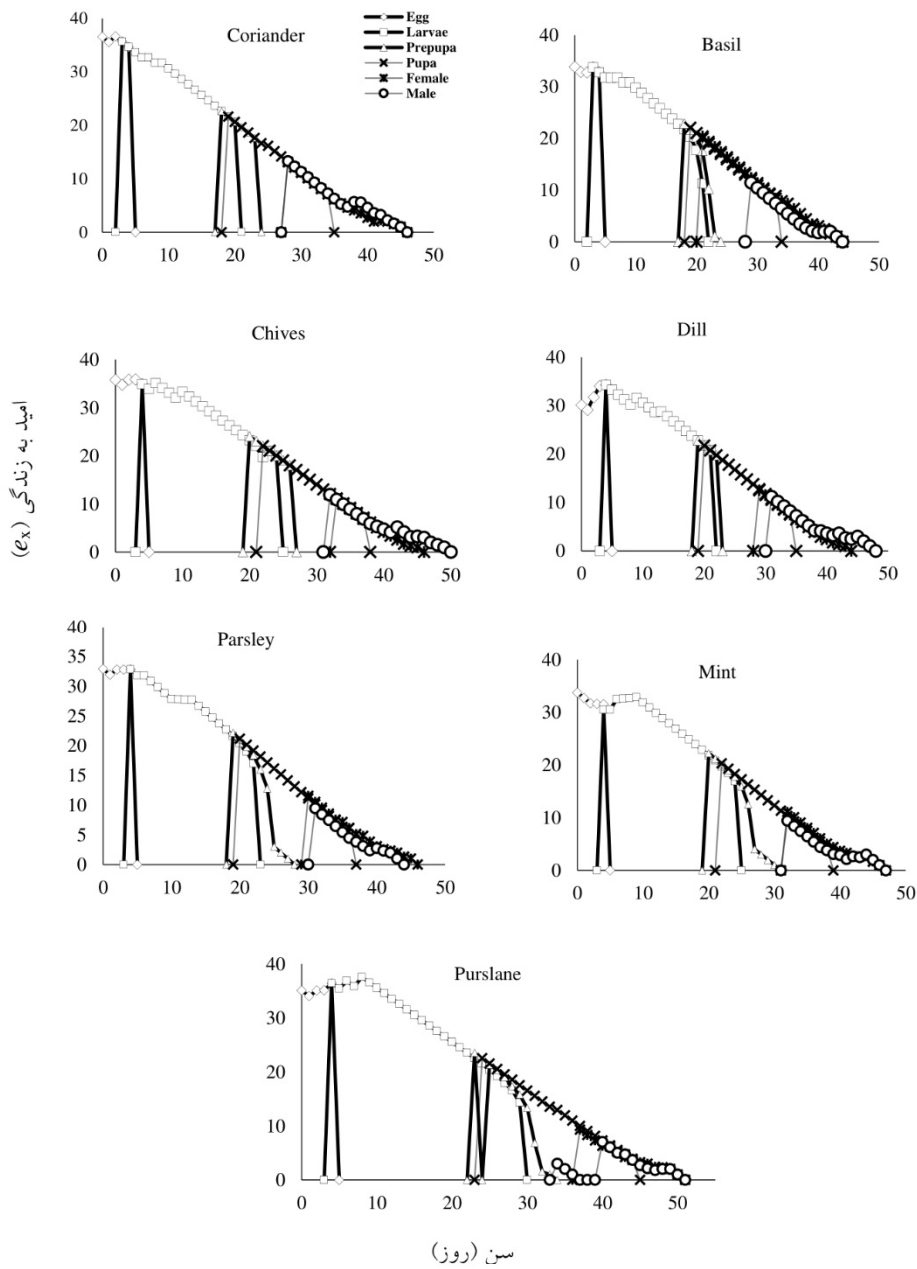 Coriander
40
30
20
10
0
0 10 20 30 40 50
Egg
Larvae
Prepupa
Pupa
Female
Male
Basil
40
30
20
10
0
0 10 20 30 40 50
Chives
40
30
20
10
0
0 10 20 30 40 50
Dill
40
30
20
10
0
0 10 20 30 40 50
امید به زندگی (eₓ)
Parsley
40
35
30
25
20
15
10
5
0
0 10 20 30 40 50
Mint
40
30
20
10
0
0 10 20 30 40 50
Purslane
40
30
20
10
0
0 10 20 30 40 50
سن (روز)